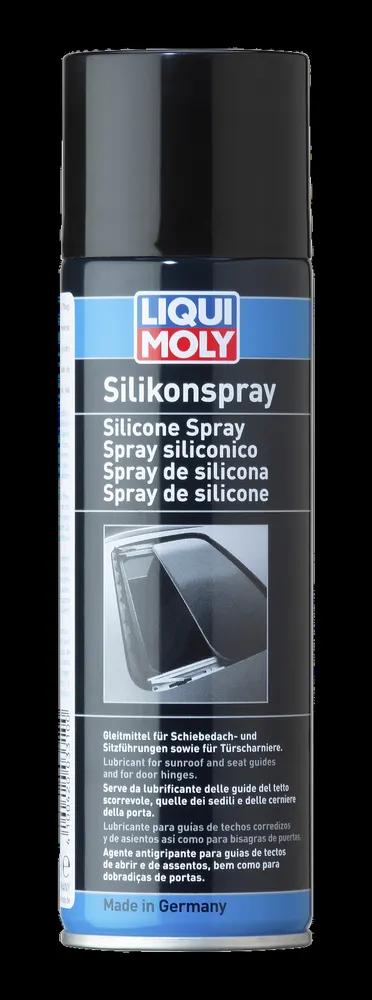 LIQUI
MOLY
Silikonspray
Silicone Spray
Spray siliconico
Spray de silicona
Spray de silicone
Gleitmittel für Schiebedach- und
Sitzführungen sowie für Türscharniere.
Lubricant for sunroof and seat guides
and for door hinges.
Serve da lubrificante delle guide del tetto
scorrevole, quelle dei sedili e delle cerniere
della porta.
Lubricante para guías de techos corredizos
y de asientos así como para bisagras de puertas.
Agente antigripante para guias de tectos
de abrir e de assentos, bem como para
dobradiças de portas.
Made in Germany